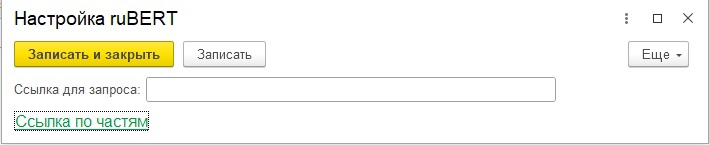 Настройка ruBERT
Записать и закрыть Записать Еще
Ссылка для запроса:
Ссылка по частям